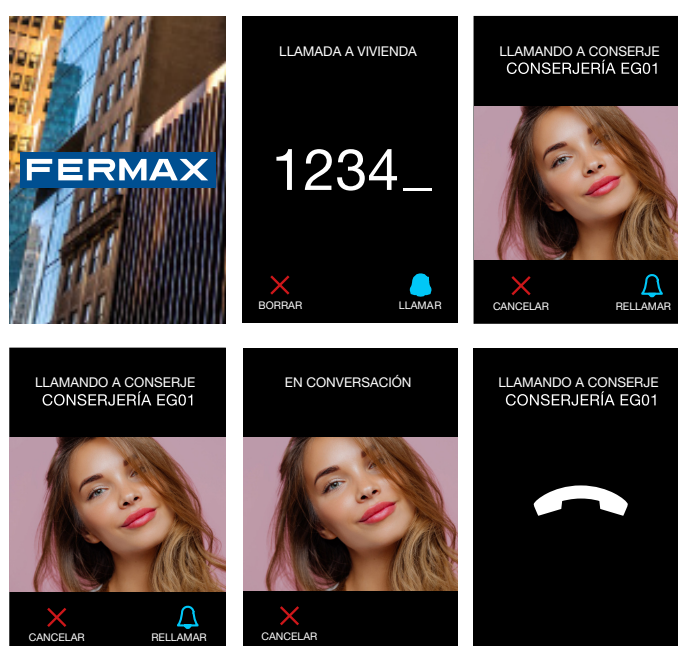 FERMAX
LLAMADA A VIVIENDA
1234_
BORRAR
LLAMAR
LLAMANDO A CONSERJE
CONSERJERÍA EG01
CANCELAR
RELLAMAR
LLAMANDO A CONSERJE
CONSERJERÍA EG01
CANCELAR
RELLAMAR
EN CONVERSACIÓN
CANCELAR
LLAMANDO A CONSERJE
CONSERJERÍA EG01